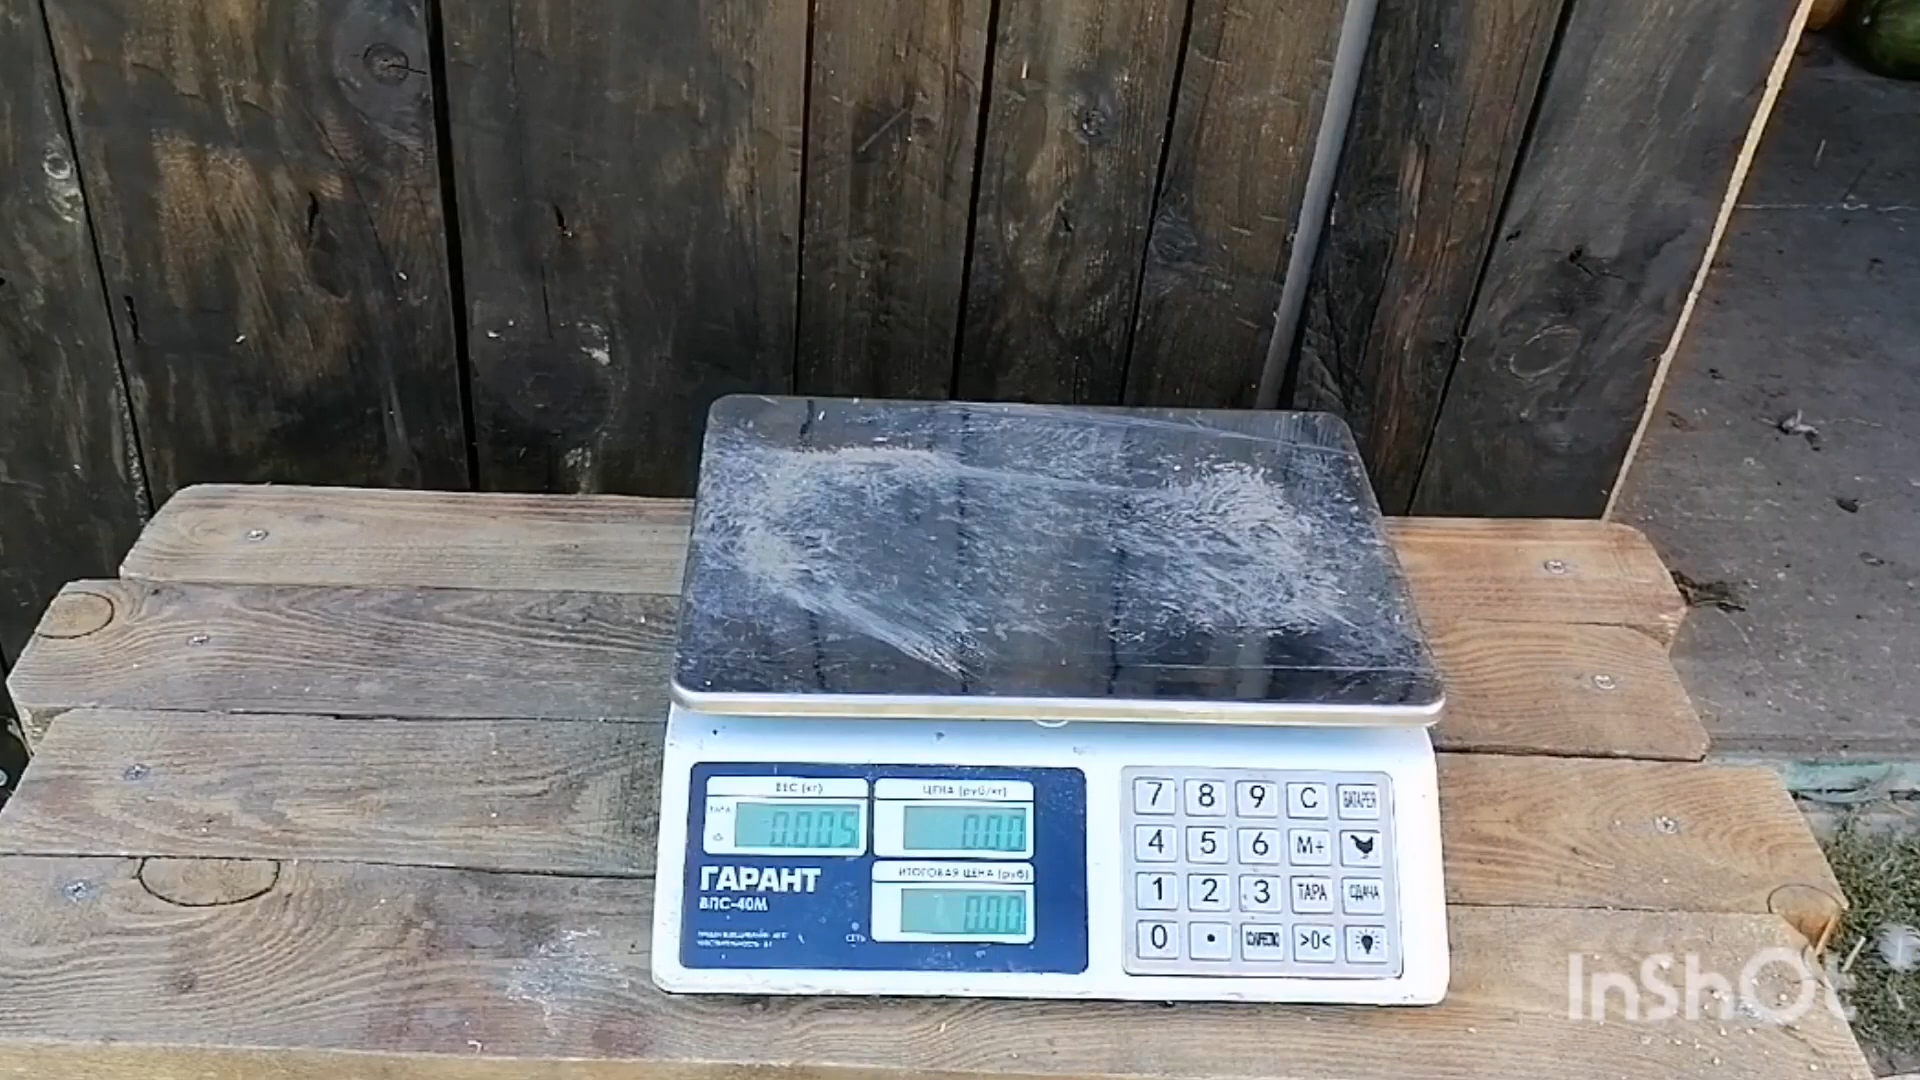 ВЕС (кг)
ЦЕНА (руб/кг)
ТАРА
0.005
0.00
ИТОГОВАЯ ЦЕНА (руб)
0.00
ГАРАНТ
ВПС-40М
СЕТЬ
7 8 9 C БАТАРЕЯ
4 5 6 М+
1 2 3 ТАРА СДАЧА
0 . >0<
InShOt